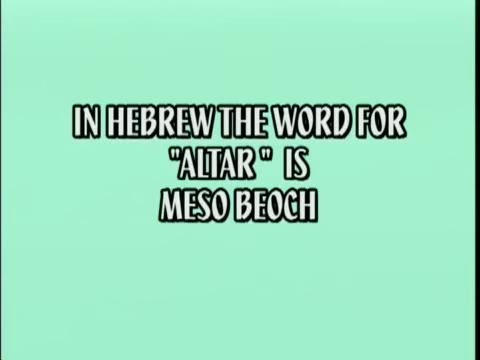 IN HEBREW THE WORD FOR
"ALTAR " IS
MESO BEOCH